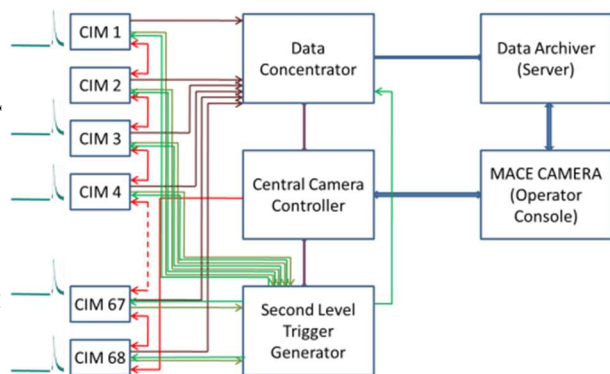 CIM 1
CIM 2
CIM 3
CIM 4
CIM 67
CIM 68
Data
Concentrator
Central Camera
Controller
Second Level
Trigger
Generator
Data Archiver
(Server)
MACE CAMERA
(Operator
Console)